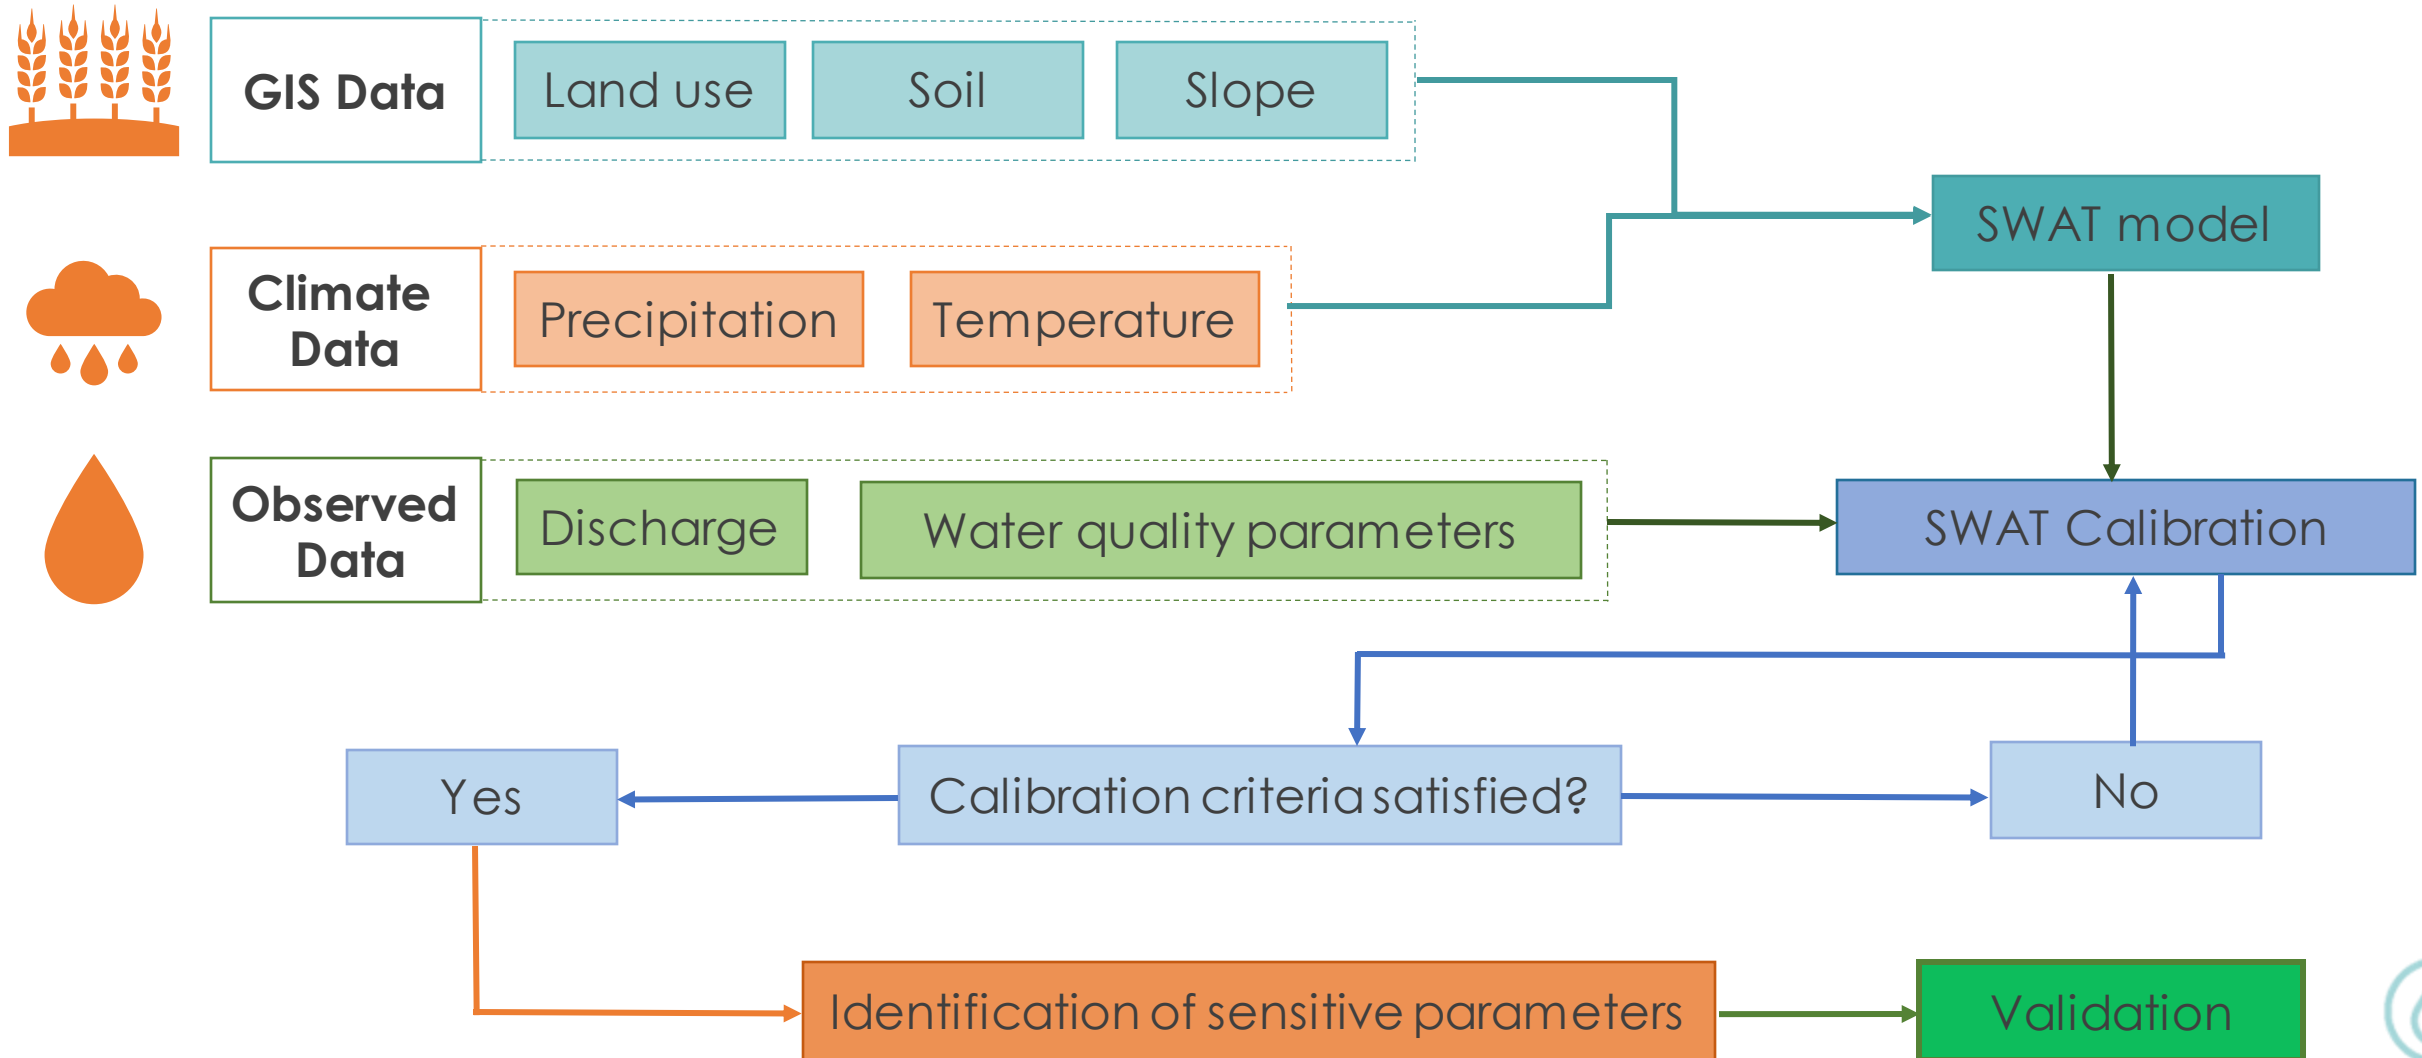 GIS Data
Land use
Soil
Slope
SWAT model
Climate
Data
Precipitation
Temperature
Observed
Data
Discharge
Water quality parameters
SWAT Calibration
Yes
Calibration criteria satisfied?
No
Identification of sensitive parameters
Validation